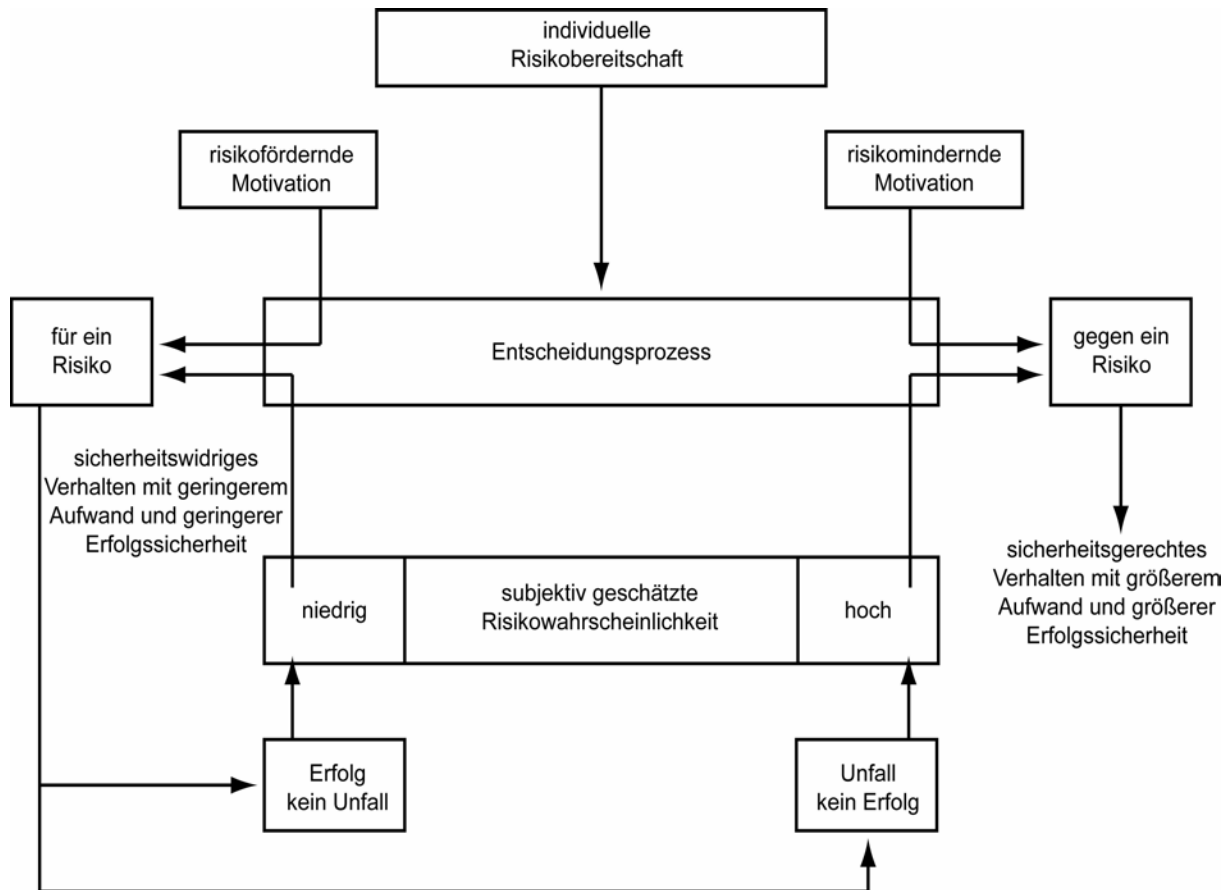 individuelle
Risikobereitschaft
risikofördernde
Motivation
risikomindernde
Motivation
für ein
Risiko
Entscheidungsprozess
gegen ein
Risiko
sicherheitswidriges
Verhalten mit geringerem
Aufwand und geringerer
Erfolgssicherheit
sicherheitsgerechtes
Verhalten mit größerem
Aufwand und größerer
Erfolgssicherheit
niedrig
subjektiv geschätzte
Risikowahrscheinlichkeit
hoch
Erfolg
kein Unfall
Unfall
kein Erfolg